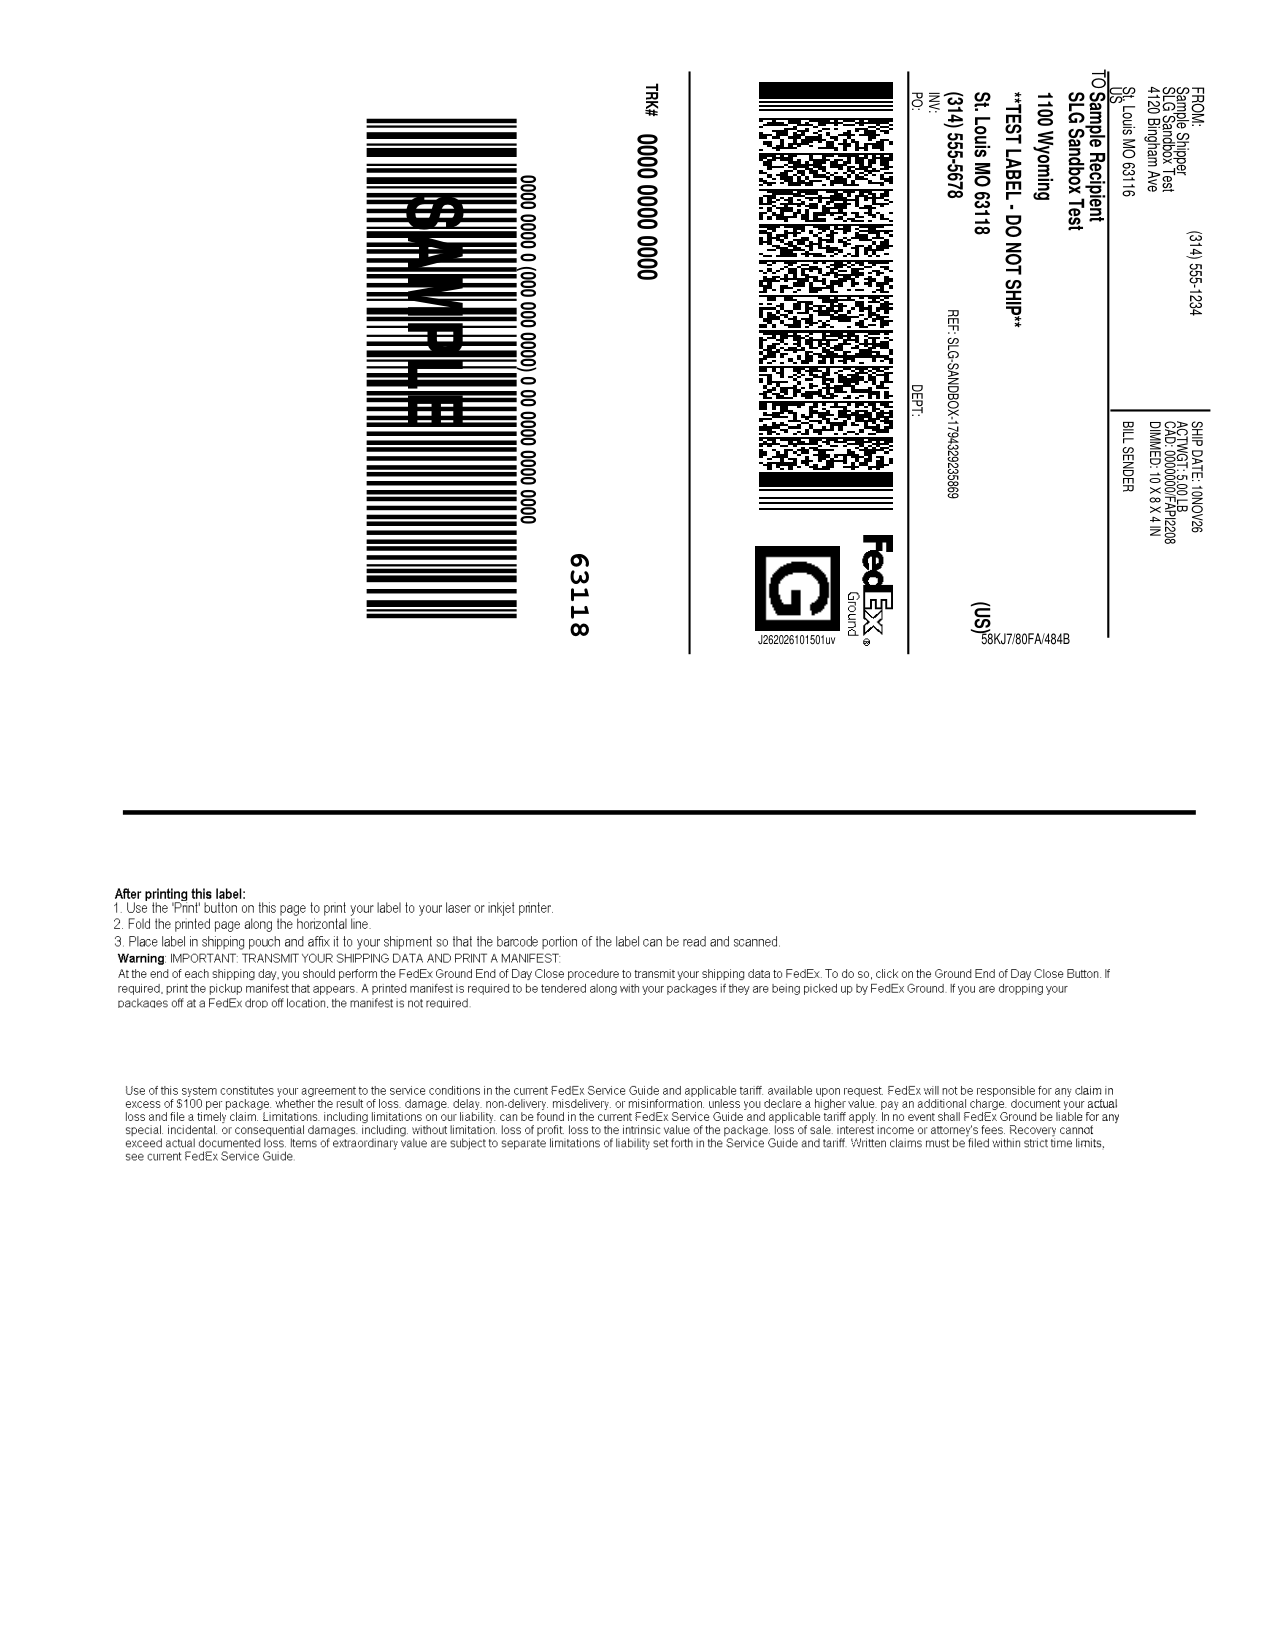 FROM:
(314) 555-1234
Sample Shipper
SLG Sandbox Test
4120 Bingham Ave
St. Louis MO 63116
US
SHIP DATE: 10NOV26
ACTWGT: 5.00 LB
CAD: 0000000/FAPI2208
DIMMED: 10 X 8 X 4 IN
BILL SENDER
TO Sample Recipient
SLG Sandbox Test
1100 Wyoming
**TEST LABEL - DO NOT SHIP**
St. Louis MO 63118
(US)
58KJ7/80FA/484B
(314) 555-5678
REF: SLG-SANDBOX-1794329235869
INV:
PO:
DEPT:
FedEx ®
Ground
G
J262026101501uv
TRK# 0000 0000 0000
63118
0000 0000 0 (000 000 0000) 0 00 0000 0000 0000
SAMPLE
After printing this label:
1. Use the 'Print' button on this page to print your label to your laser or inkjet printer.
2. Fold the printed page along the horizontal line.
3. Place label in shipping pouch and affix it to your shipment so that the barcode portion of the label can be read and scanned.
Warning: IMPORTANT: TRANSMIT YOUR SHIPPING DATA AND PRINT A MANIFEST:
At the end of each shipping day, you should perform the FedEx Ground End of Day Close procedure to transmit your shipping data to FedEx. To do so, click on the Ground End of Day Close Button. If
required, print the pickup manifest that appears. A printed manifest is required to be tendered along with your packages if they are being picked up by FedEx Ground. If you are dropping your
packages off at a FedEx drop off location, the manifest is not required.
Use of this system constitutes your agreement to the service conditions in the current FedEx Service Guide and applicable tariff, available upon request. FedEx will not be responsible for any claim in
excess of $100 per package, whether the result of loss, damage, delay, non-delivery, misdelivery, or misinformation, unless you declare a higher value, pay an additional charge, document your actual
loss and file a timely claim. Limitations, including limitations on our liability, can be found in the current FedEx Service Guide and applicable tariff apply. In no event shall FedEx Ground be liable for any
special, incidental, or consequential damages, including, without limitation, loss of profit, loss to the intrinsic value of the package, loss of sale, interest income or attorney's fees. Recovery cannot
exceed actual documented loss. Items of extraordinary value are subject to separate limitations of liability set forth in the Service Guide and tariff. Written claims must be filed within strict time limits,
see current FedEx Service Guide.